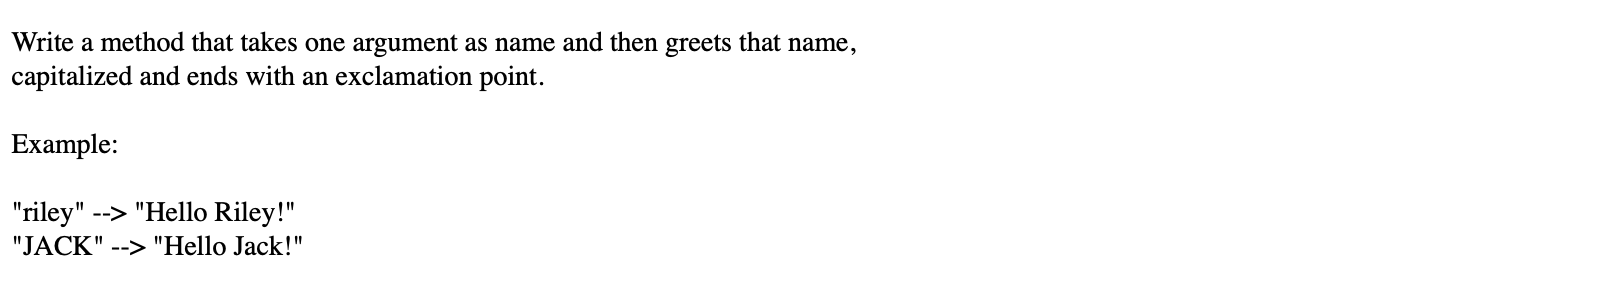 Write a method that takes one argument as name and then greets that name,
capitalized and ends with an exclamation point.
Example:
"riley" --> "Hello Riley!"
"JACK" --> "Hello Jack!"